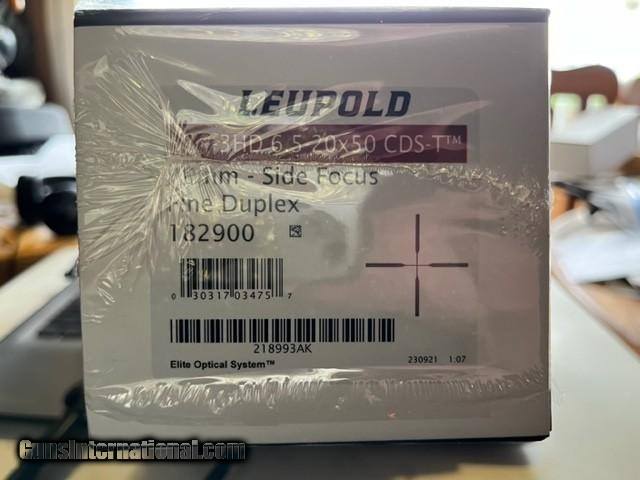 LEUPOLD
3HD 6.5-20x50 CDS-T™
- Side Focus
Fine Duplex
182900
0 30317 03475 7
218993AK
Elite Optical System™
230921 1:07
GunsInternational.com